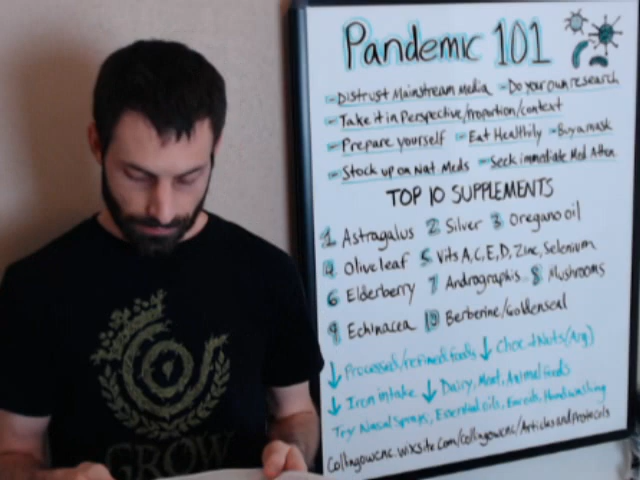 Pandemic 101
- Distrust Mainstream Media - Do your own research
- Take it in Perspective/Proportion/context
- Prepare yourself - Eat Healthily - Buy a mask
- Stock up on Nat Meds - Seek immediate Med Atten
TOP 10 SUPPLEMENTS
1 Astragalus 2 Silver 3 Oregano oil
4 Olive leaf 5 Vits A, C, E, D, Zinc, Selenium
6 Elderberry 7 Andrographis 8 Mushrooms
9 Echinacea 10 Berberine/Goldenseal
↓ Processed/refined foods ↓ Choc & Nuts (Arg)
↓ Iron intake ↓ Dairy, Meat, Animal foods
Try Nasal Sprays, Essential oils, Handwashing
Collingowcnc.wixsite.com/Collingowcnc/Articles and Protocols
GROW